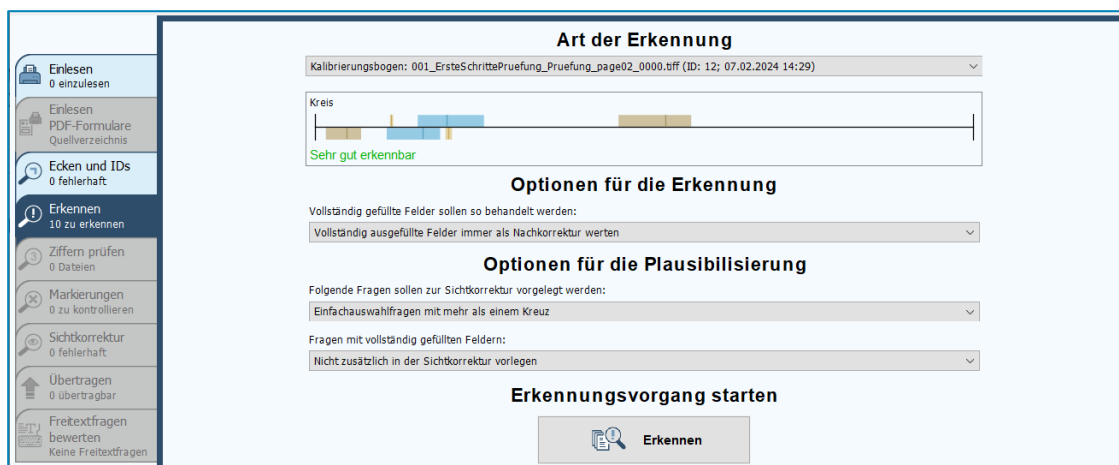 Einlesen
0 einzulesen
Einlesen
PDF-Formulare
Quellverzeichnis
Ecken und IDs
0 fehlerhaft
Erkennen
10 zu erkennen
Ziffern prüfen
0 Dateien
Markierungen
0 zu kontrollieren
Sichtkorrektur
0 fehlerhaft
Übertragen
0 übertragbar
Freitextfragen
bewerten
Keine Freitextfragen
Art der Erkennung
Kalibrierungsbogen: 001_ErsteSchrittePruefung_Pruefung_page02_0000.tiff (ID: 12; 07.02.2024 14:29)
Kreis
Sehr gut erkennbar
Optionen für die Erkennung
Vollständig gefüllte Felder sollen so behandelt werden:
Vollständig ausgefüllte Felder immer als Nachkorrektur werten
Optionen für die Plausibilisierung
Folgende Fragen sollen zur Sichtkorrektur vorgelegt werden:
Einfachauswahlfragen mit mehr als einem Kreuz
Fragen mit vollständig gefüllten Feldern:
Nicht zusätzlich in der Sichtkorrektur vorlegen
Erkennungsvorgang starten
Erkennen